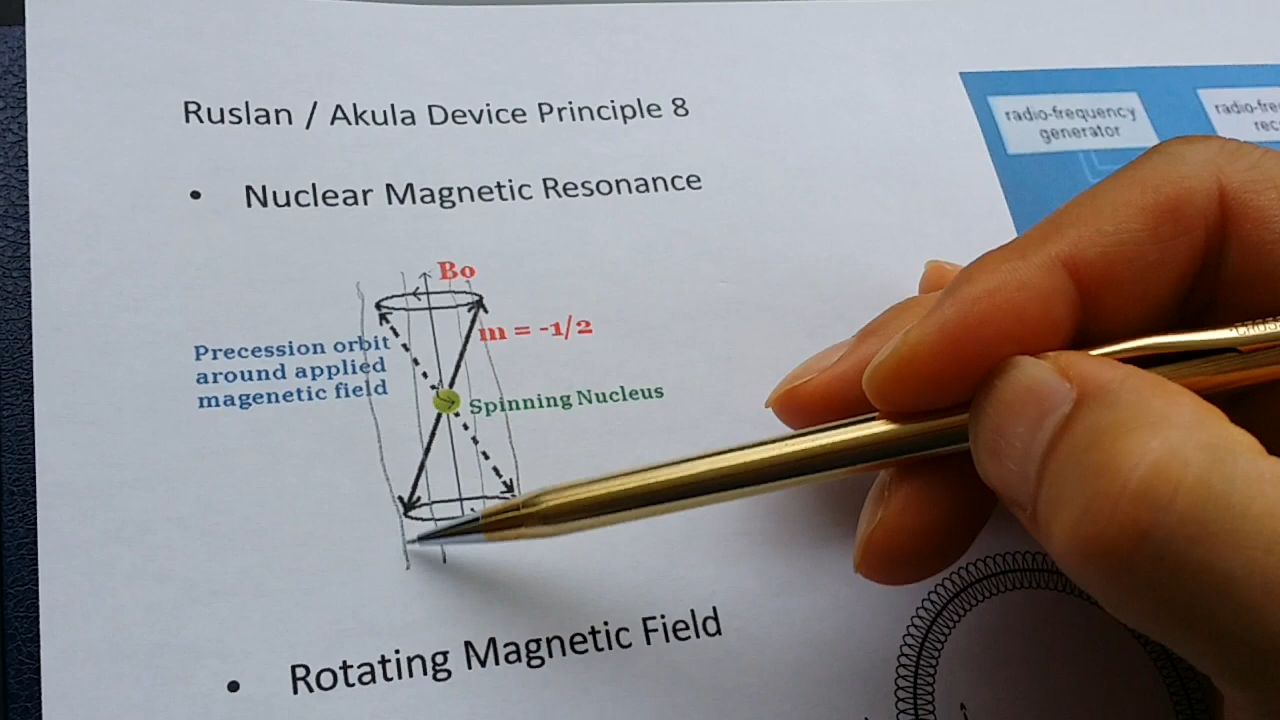 Ruslan / Akula Device Principle 8
radio-frequency
generator
• Nuclear Magnetic Resonance
Bo
m = -1/2
Precession orbit
around applied
magenetic field
Spinning Nucleus
• Rotating Magnetic Field